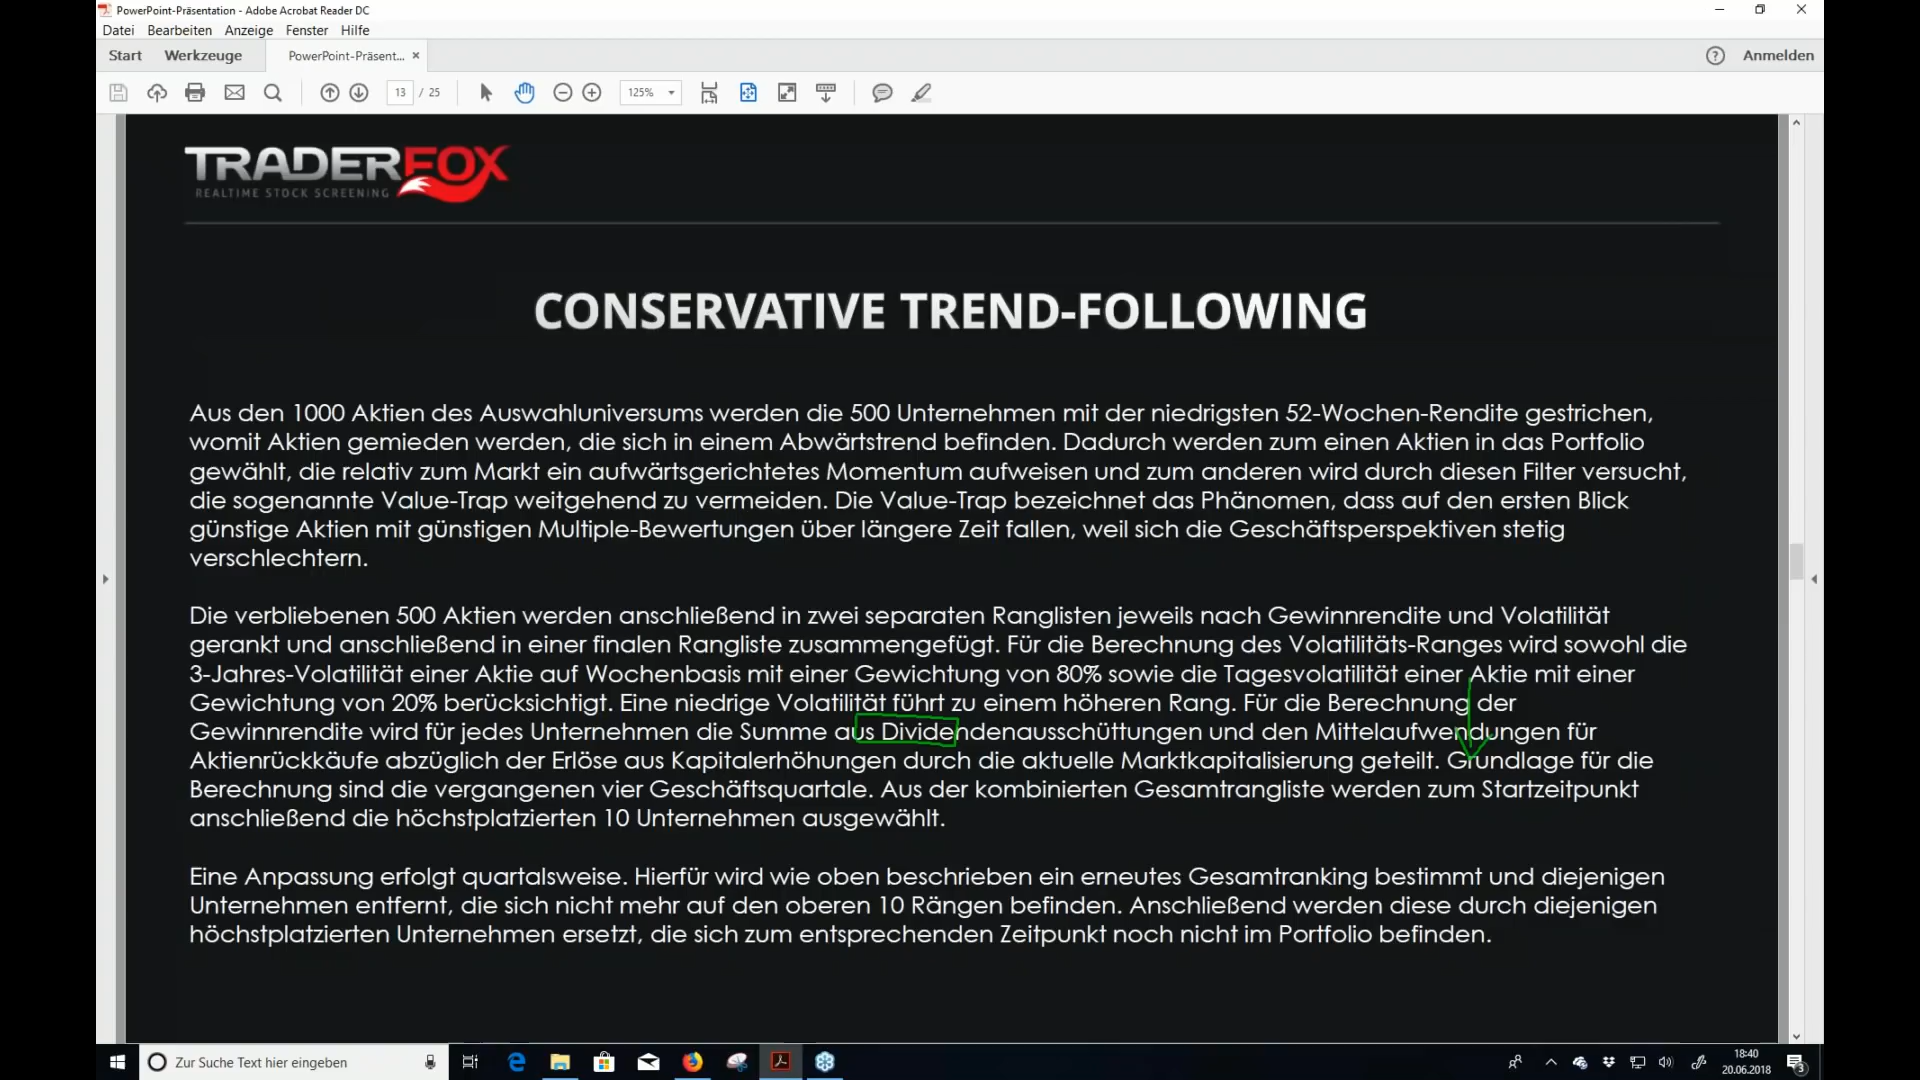 PowerPoint-Präsentation - Adobe Acrobat Reader DC
Datei Bearbeiten Anzeige Fenster Hilfe
Start Werkzeuge PowerPoint-Präsent... × Anmelden
13 / 25 125%
TRADERFOX
REALTIME STOCK SCREENING
CONSERVATIVE TREND-FOLLOWING
Aus den 1000 Aktien des Auswahluniversums werden die 500 Unternehmen mit der niedrigsten 52-Wochen-Rendite gestrichen,
womit Aktien gemieden werden, die sich in einem Abwärtstrend befinden. Dadurch werden zum einen Aktien in das Portfolio
gewählt, die relativ zum Markt ein aufwärtsgerichtetes Momentum aufweisen und zum anderen wird durch diesen Filter versucht,
die sogenannte Value-Trap weitgehend zu vermeiden. Die Value-Trap bezeichnet das Phänomen, dass auf den ersten Blick
günstige Aktien mit günstigen Multiple-Bewertungen über längere Zeit fallen, weil sich die Geschäftsperspektiven stetig
verschlechtern.
Die verbliebenen 500 Aktien werden anschließend in zwei separaten Ranglisten jeweils nach Gewinnrendite und Volatilität
gerankt und anschließend in einer finalen Rangliste zusammengefügt. Für die Berechnung des Volatilitäts-Ranges wird sowohl die
3-Jahres-Volatilität einer Aktie auf Wochenbasis mit einer Gewichtung von 80% sowie die Tagesvolatilität einer Aktie mit einer
Gewichtung von 20% berücksichtigt. Eine niedrige Volatilität führt zu einem höheren Rang. Für die Berechnung der
Gewinnrendite wird für jedes Unternehmen die Summe aus Dividendenausschüttungen und den Mittelaufwendungen für
Aktienrückkäufe abzüglich der Erlöse aus Kapitalerhöhungen durch die aktuelle Marktkapitalisierung geteilt. Grundlage für die
Berechnung sind die vergangenen vier Geschäftsquartale. Aus der kombinierten Gesamtrangliste werden zum Startzeitpunkt
anschließend die höchstplatzierten 10 Unternehmen ausgewählt.
Eine Anpassung erfolgt quartalsweise. Hierfür wird wie oben beschrieben ein erneutes Gesamtranking bestimmt und diejenigen
Unternehmen entfernt, die sich nicht mehr auf den oberen 10 Rängen befinden. Anschließend werden diese durch diejenigen
höchstplatzierten Unternehmen ersetzt, die sich zum entsprechenden Zeitpunkt noch nicht im Portfolio befinden.
Zur Suche Text hier eingeben
18:40
20.06.2018
3